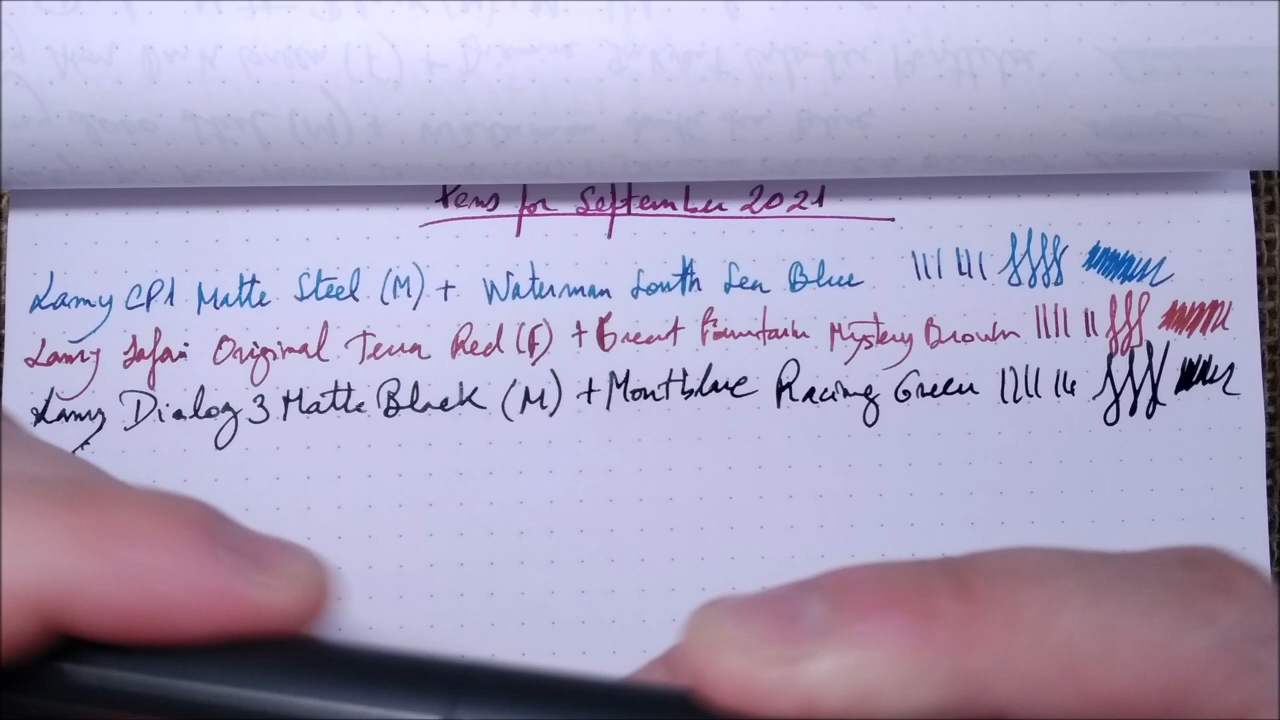 Pens for September 2021
Lamy CP1 Matte Steel (M) + Waterman South Sea Blue
Lamy Safari Original Terra Red (F) + Great Fountain Mystery Brown
Lamy Dialog 3 Matte Black (M) + Montblanc Racing Green